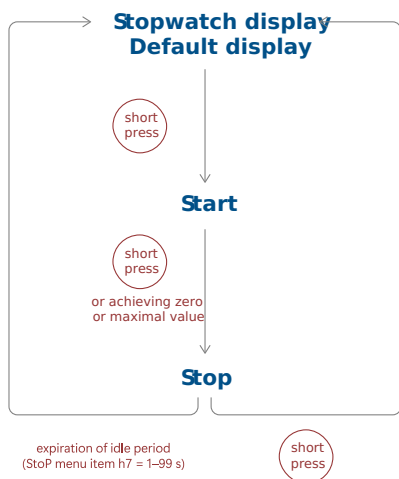 Stopwatch display
Default display
short
press
Start
short
press
or achieving zero
or maximal value
Stop
expiration of idle period
(StoP menu item h7 = 1–99 s)
short
press